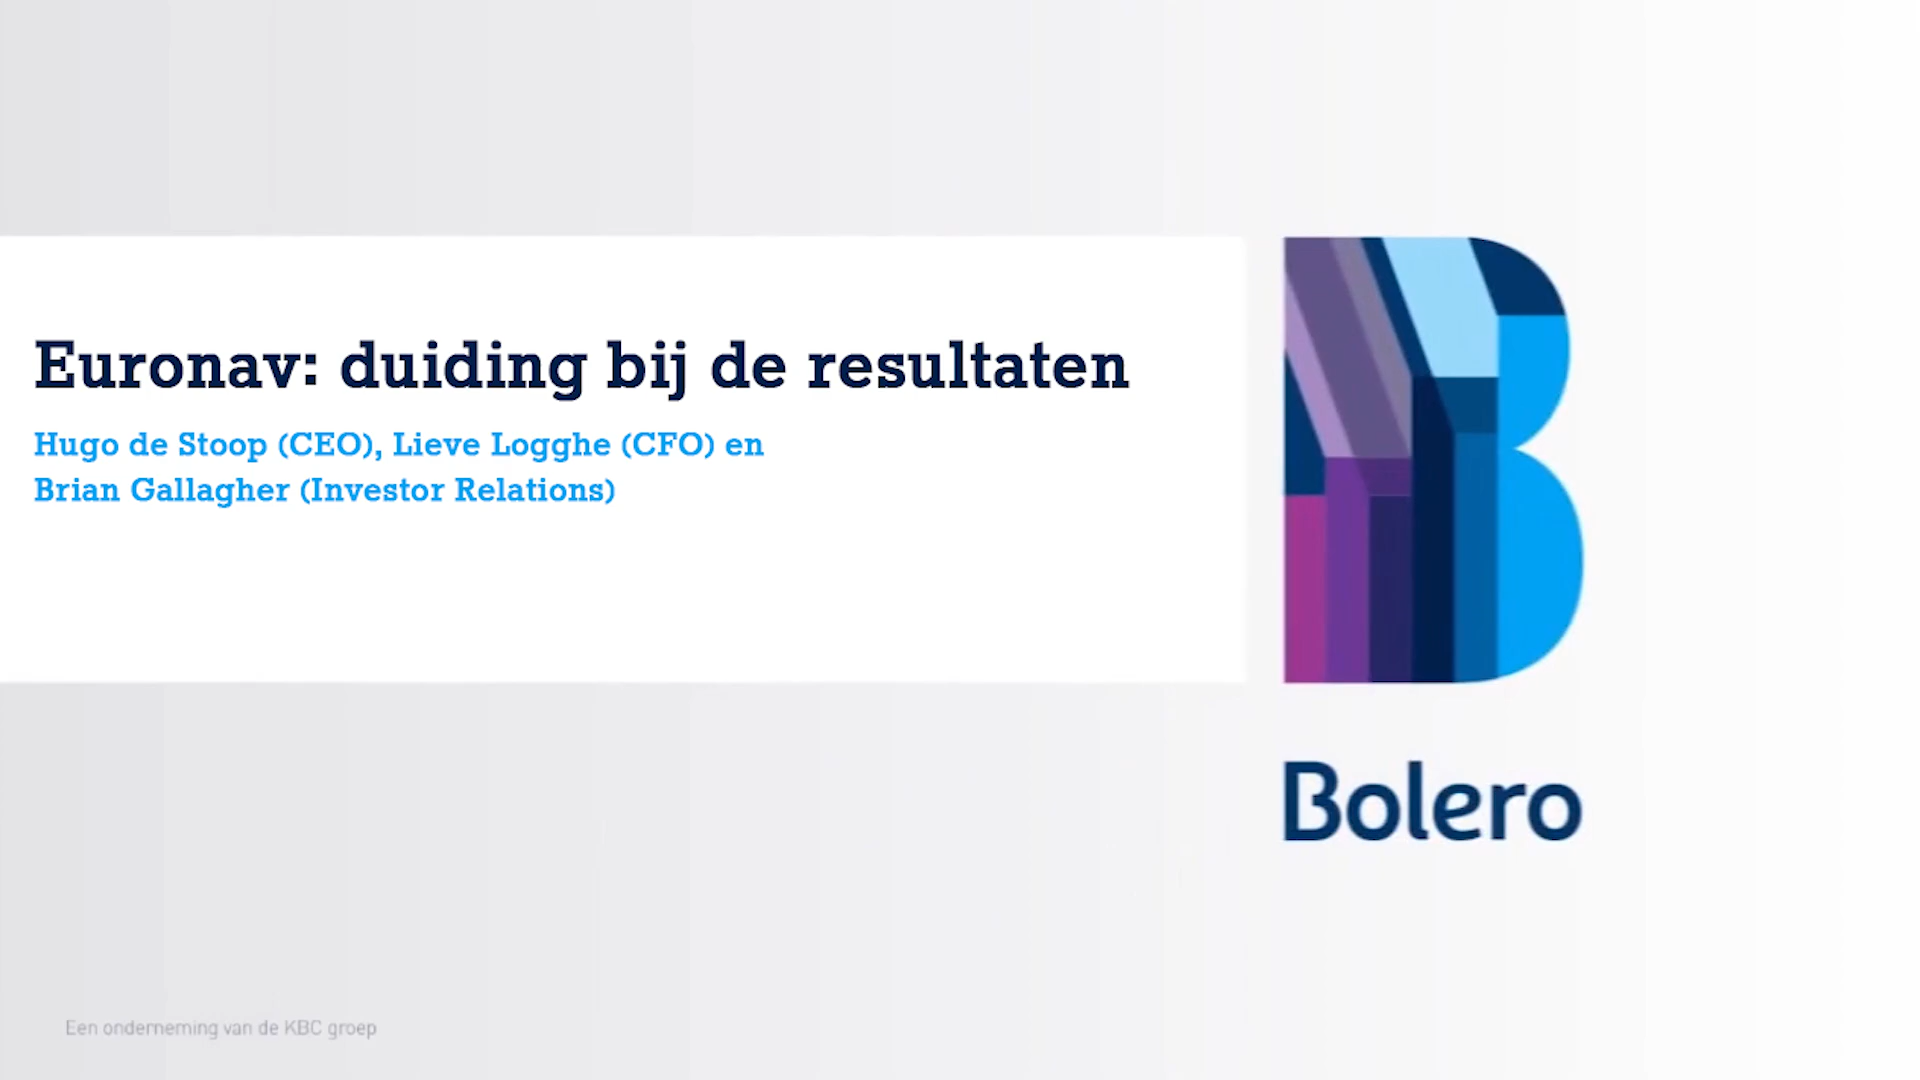 Euronav: duiding bij de resultaten
Hugo de Stoop (CEO), Lieve Logghe (CFO) en
Brian Gallagher (Investor Relations)
Bolero
Een onderneming van de KBC groep